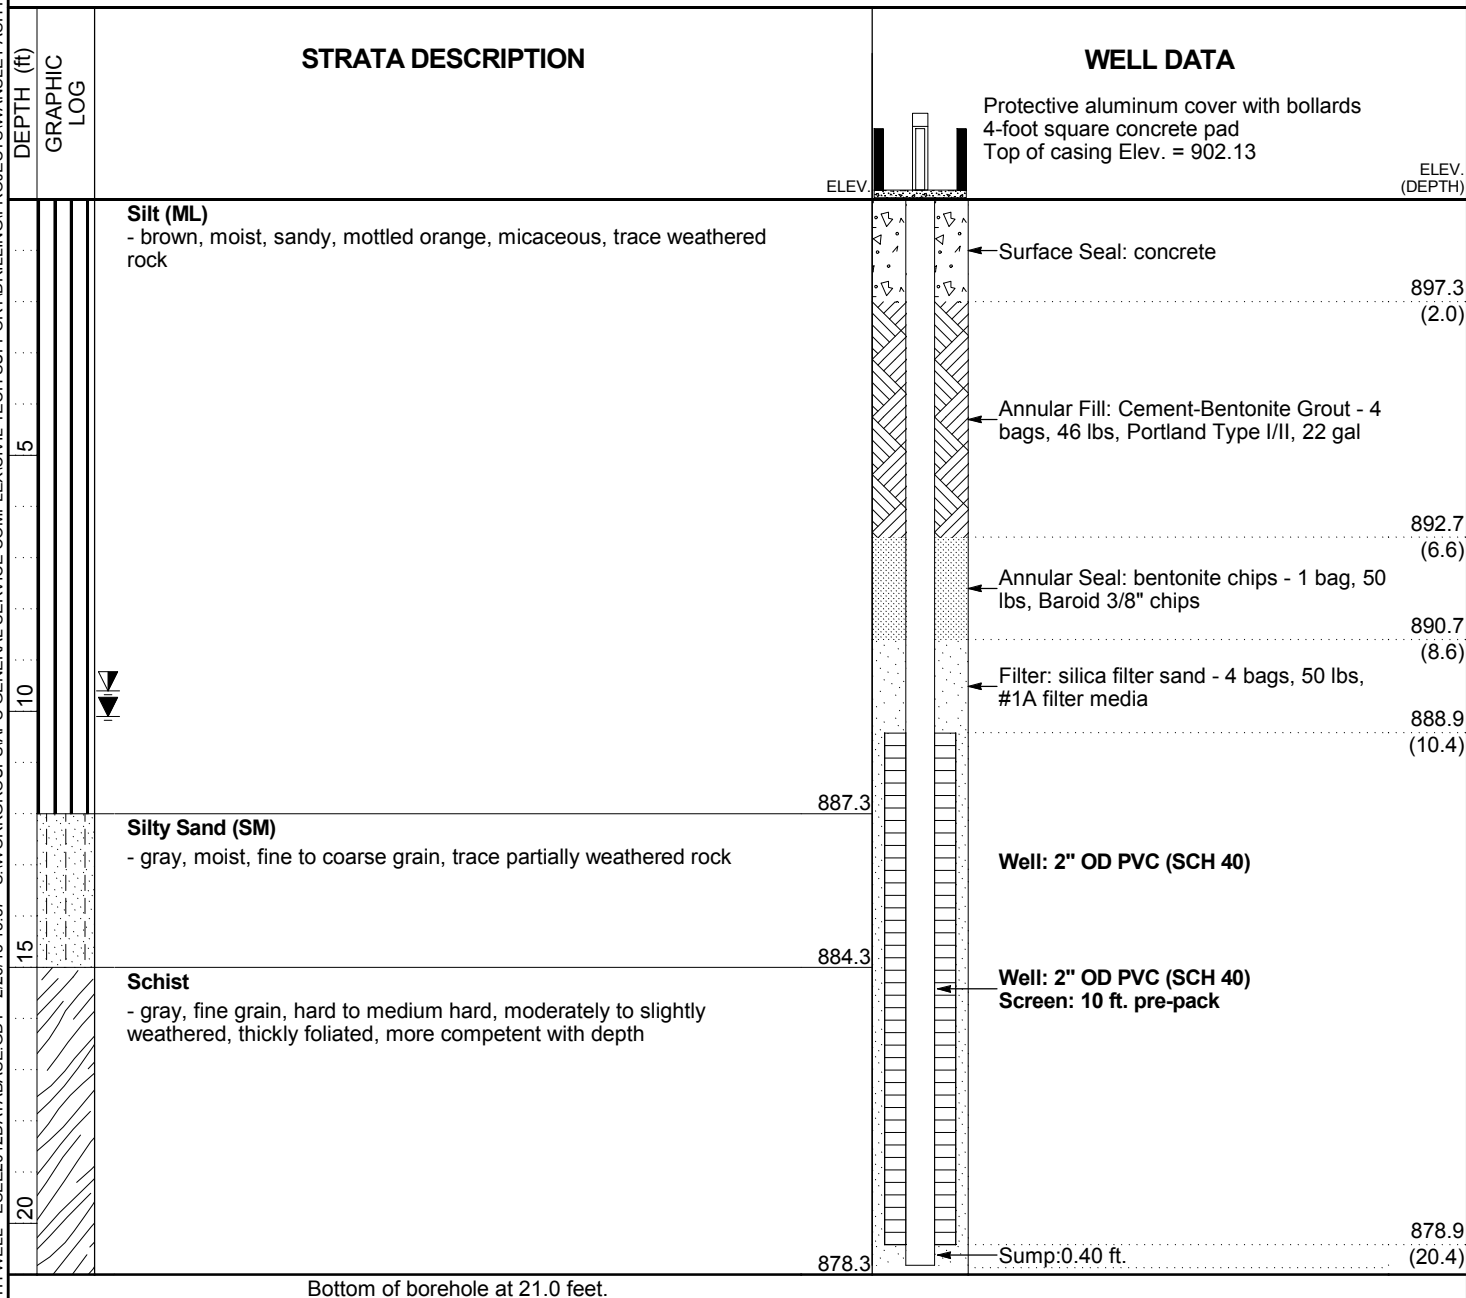 DEPTH (ft)
GRAPHIC
LOG
STRATA DESCRIPTION
ELEV.
WELL DATA
Protective aluminum cover with bollards
4-foot square concrete pad
Top of casing Elev. = 902.13
ELEV.
(DEPTH)
Silt (ML)
- brown, moist, sandy, mottled orange, micaceous, trace weathered
rock
Surface Seal: concrete
897.3
(2.0)
Annular Fill: Cement-Bentonite Grout - 4
bags, 46 lbs, Portland Type I/II, 22 gal
5
892.7
(6.6)
Annular Seal: bentonite chips - 1 bag, 50
lbs, Baroid 3/8" chips
890.7
(8.6)
Filter: silica filter sand - 4 bags, 50 lbs,
#1A filter media
10
888.9
(10.4)
887.3
Silty Sand (SM)
- gray, moist, fine to coarse grain, trace partially weathered rock
Well: 2" OD PVC (SCH 40)
15
884.3
Schist
- gray, fine grain, hard to medium hard, moderately to slightly
weathered, thickly foliated, more competent with depth
Well: 2" OD PVC (SCH 40)
Screen: 10 ft. pre-pack
20
878.9
(20.4)
Sump:0.40 ft.
878.3
Bottom of borehole at 21.0 feet.